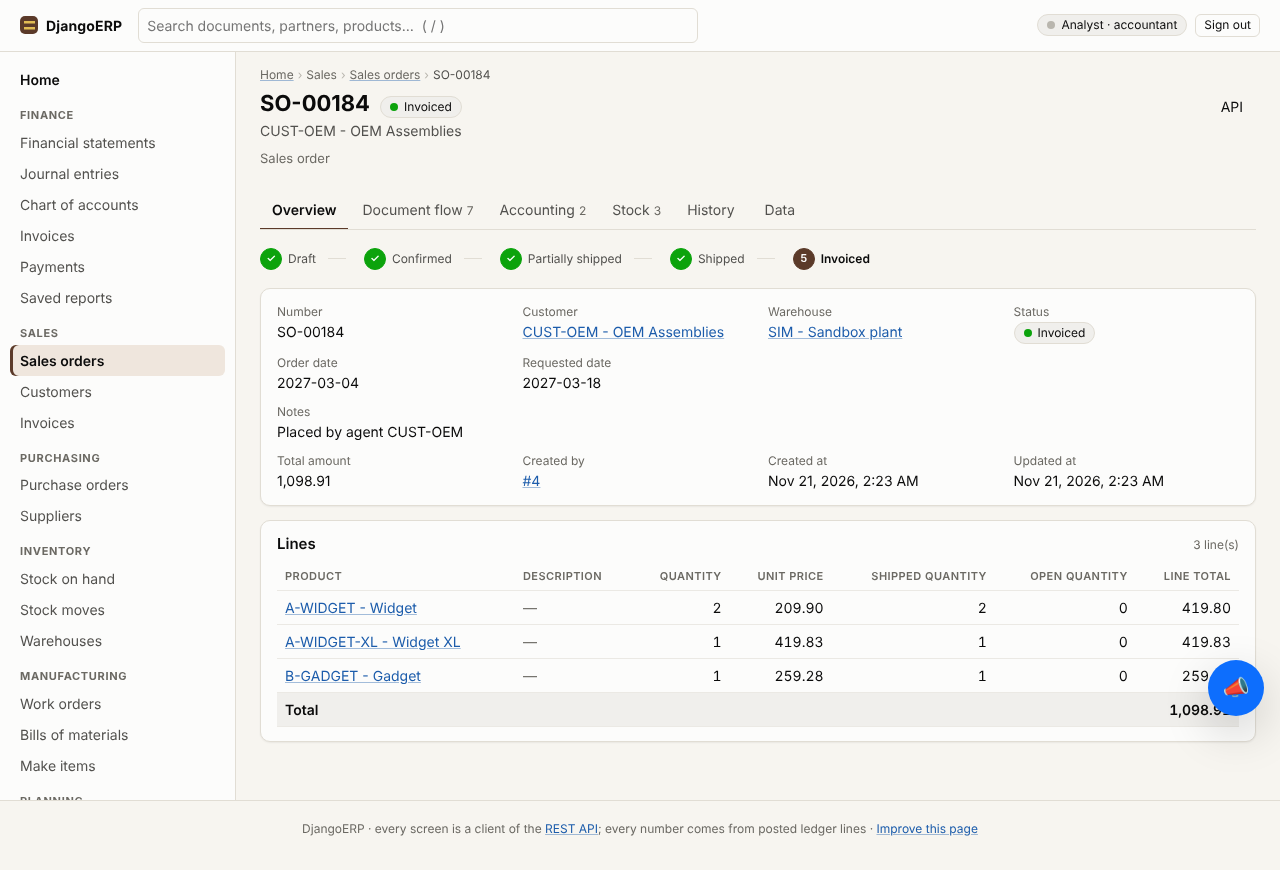 DjangoERP
Search documents, partners, products... ( / )
Analyst · accountant
Sign out
Home
FINANCE
Financial statements
Journal entries
Chart of accounts
Invoices
Payments
Saved reports
SALES
Sales orders
Customers
Invoices
PURCHASING
Purchase orders
Suppliers
INVENTORY
Stock on hand
Stock moves
Warehouses
MANUFACTURING
Work orders
Bills of materials
Make items
PLANNING
Home › Sales › Sales orders › SO-00184
SO-00184 Invoiced
API
CUST-OEM - OEM Assemblies
Sales order
Overview Document flow 7 Accounting 2 Stock 3 History Data
Draft Confirmed Partially shipped Shipped 5 Invoiced
Number Customer Warehouse Status
SO-00184 CUST-OEM - OEM Assemblies SIM - Sandbox plant Invoiced
Order date Requested date
2027-03-04 2027-03-18
Notes
Placed by agent CUST-OEM
Total amount Created by Created at Updated at
1,098.91 #4 Nov 21, 2026, 2:23 AM Nov 21, 2026, 2:23 AM
Lines 3 line(s)
PRODUCT DESCRIPTION QUANTITY UNIT PRICE SHIPPED QUANTITY OPEN QUANTITY LINE TOTAL
A-WIDGET - Widget — 2 209.90 2 0 419.80
A-WIDGET-XL - Widget XL — 1 419.83 1 0 419.83
B-GADGET - Gadget — 1 259.28 1 0
Total
DjangoERP · every screen is a client of the REST API; every number comes from posted ledger lines · Improve this page